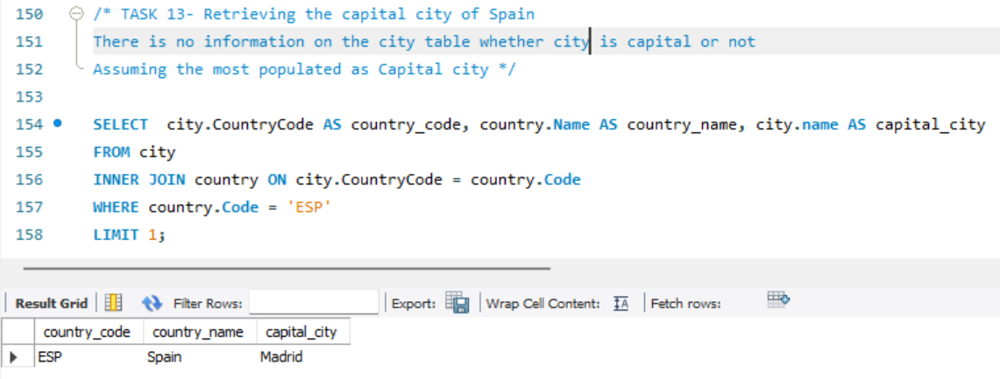 150 /* TASK 13- Retrieving the capital city of Spain
151 There is no information on the city table whether city is capital or not
152 Assuming the most populated as Capital city */
153
154 SELECT  city.CountryCode AS country_code, country.Name AS country_name, city.name AS capital_city
155 FROM city
156 INNER JOIN country ON city.CountryCode = country.Code
157 WHERE country.Code = 'ESP'
158 LIMIT 1;
Result Grid Filter Rows: Export: Wrap Cell Content: IA Fetch rows:
country_code country_name capital_city
ESP Spain Madrid